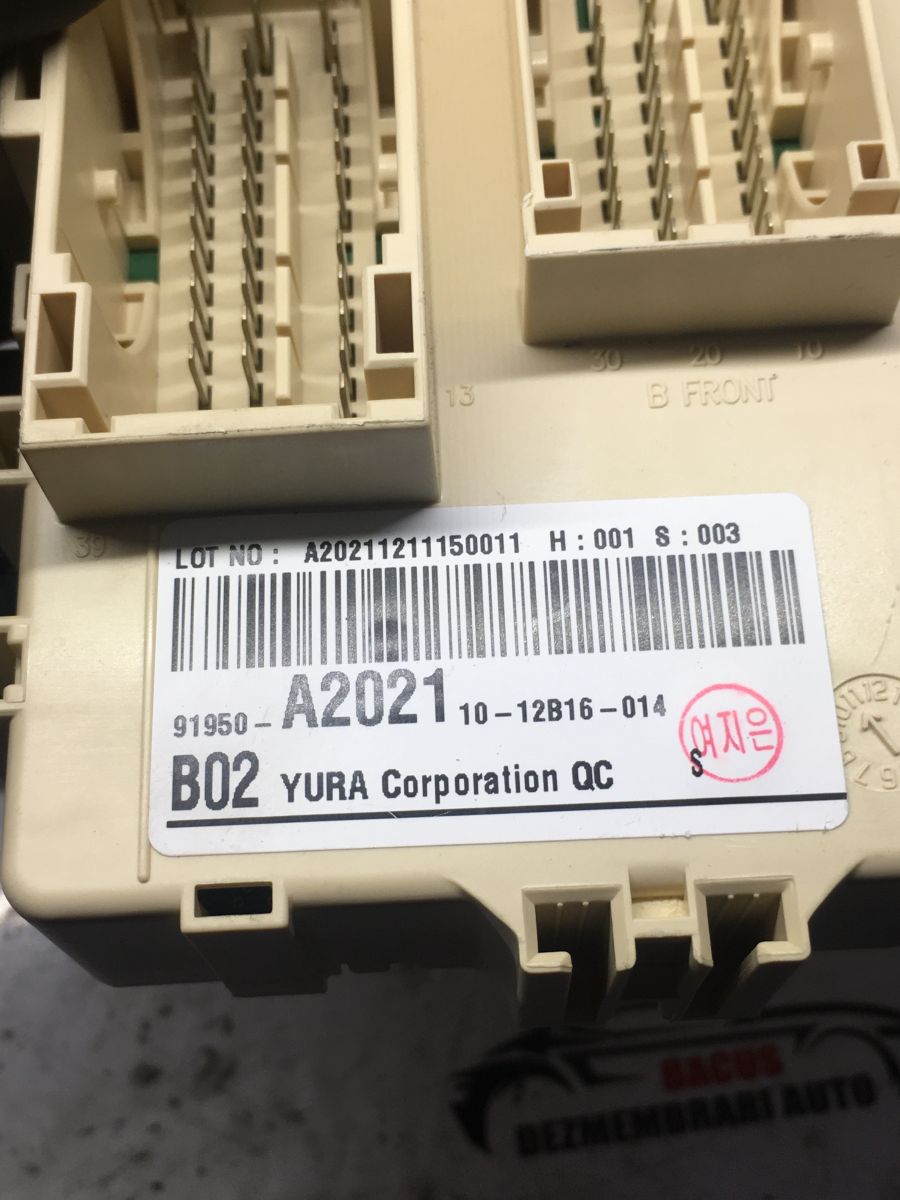 30 20 10
13
B FRONT
39
LOT NO : A20211211150011 H : 001 S : 003
91950-A2021 10-12B16-014
여지은
S
B02 YURA Corporation QC
BACUS
DEZMEMBRARI AUTO